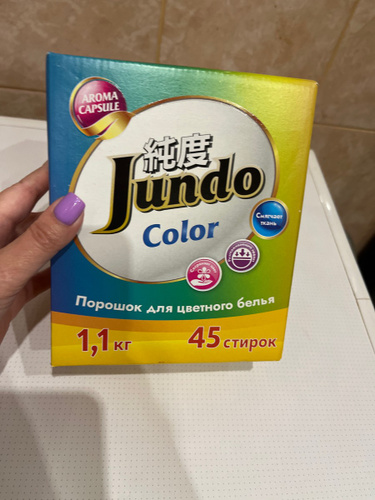 AROMA
CAPSULE
純度
Jundo
Color
Смягчает
ткань
Порошок для цветного белья
1,1 кг
45 стирок